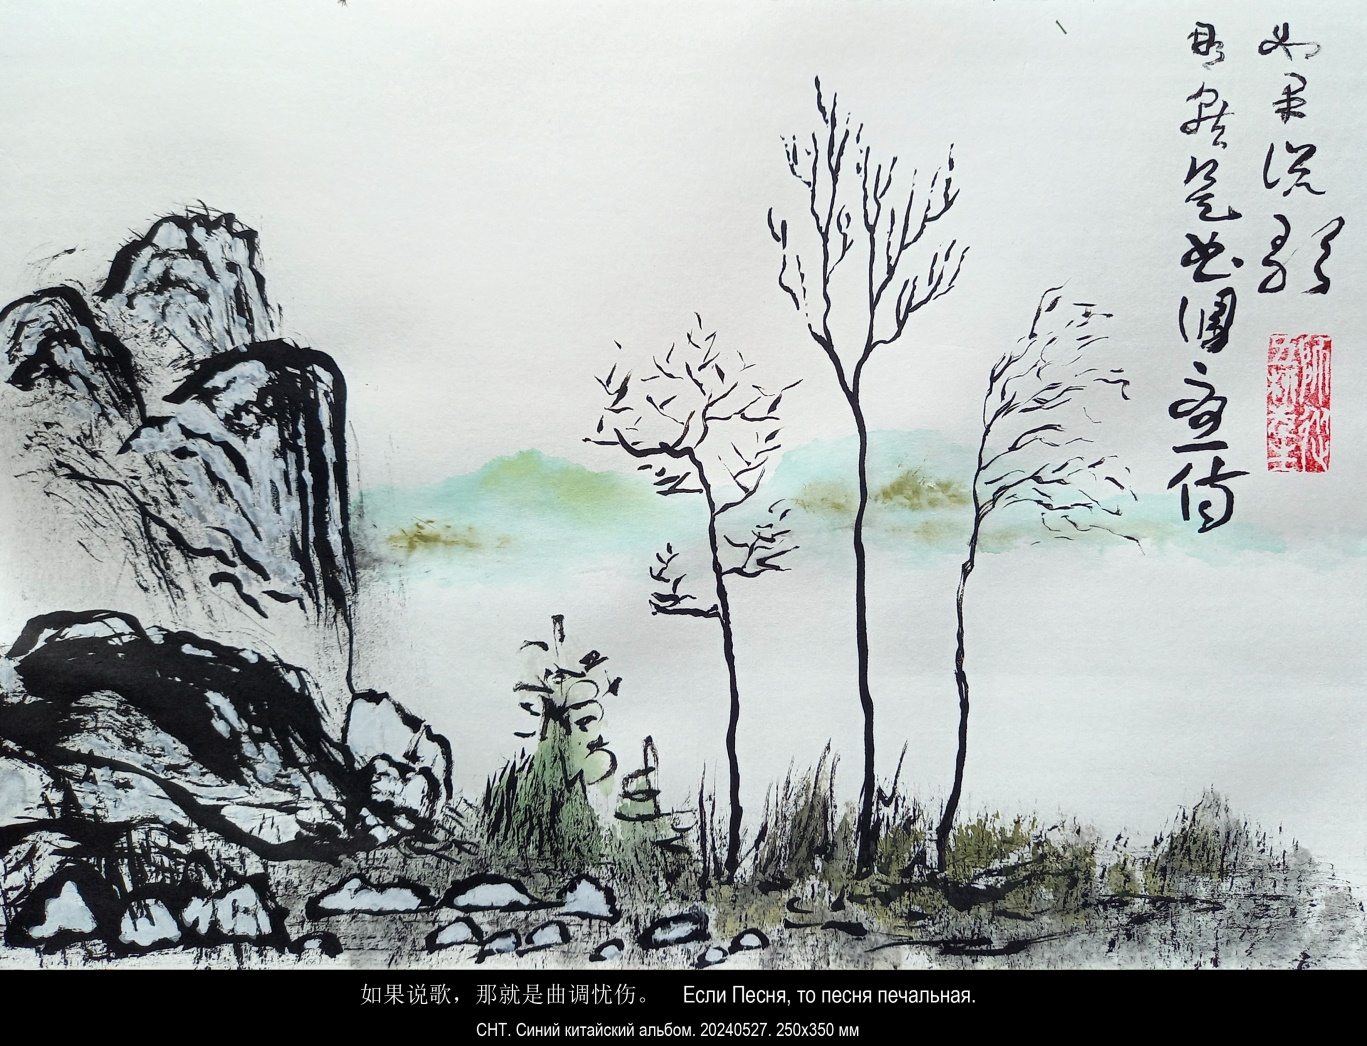 如果说歌
那就是曲调忧伤
如果说歌，那就是曲调忧伤。 Если Песня, то песня печальная.
СНТ. Синий китайский альбом. 20240527. 250x350 мм